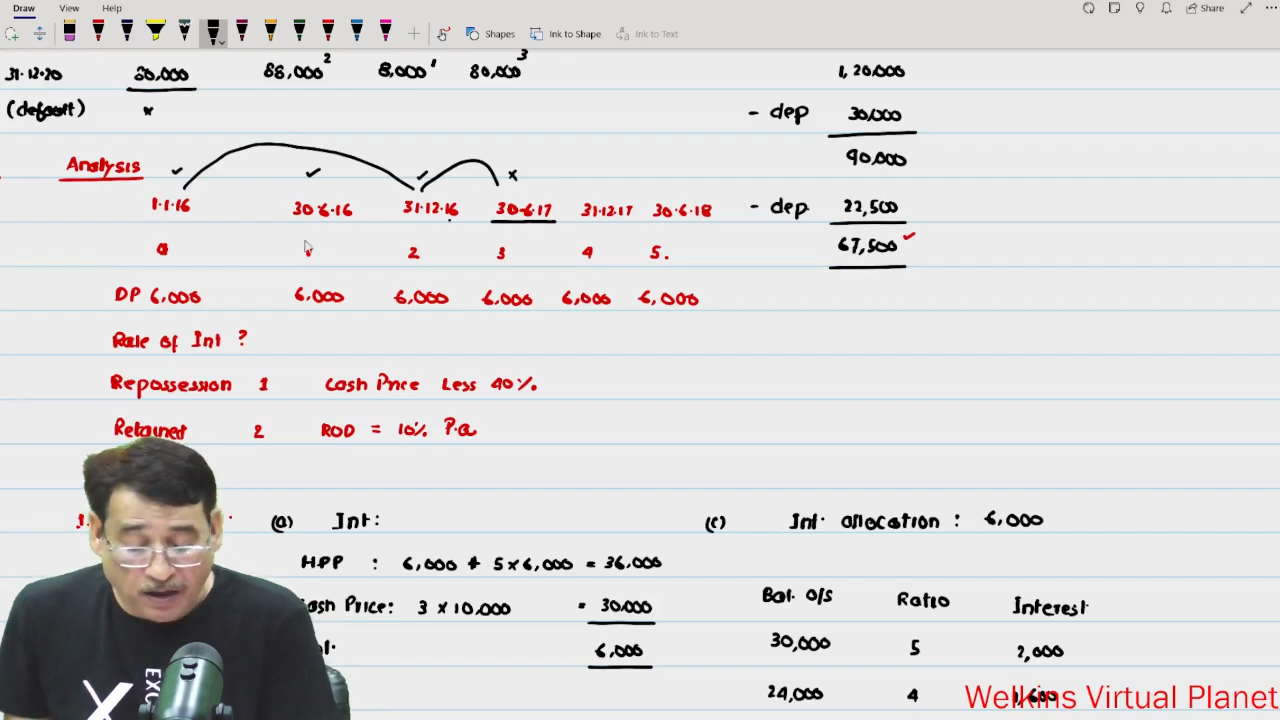 Draw View Help Share
Shapes Ink to Shape Ink to Text
31·12·20 20,000 88,000² 8,000¹ 80,000³ 1,20,000
(default) × - dep 30,000
90,000
Analysis ✓ ✓ ✓ ×
1·1·16 30·6·16 31·12·16 30·6·17 31·12·17 30·6·18 - dep. 22,500
0 2 3 4 5. 67,500 ✓
DP 6,000 6,000 6,000 6,000 6,000 6,000
Rate of Int ?
Repossession 1 Cash Price Less 40%
Retained 2 ROD = 10% P.a
(a) Int: (c) Int. allocation : 6,000
HPP : 6,000 + 5 x 6,000 = 36,000
Cash Price: 3 x 10,000 = 30,000 Bal. O/s Ratio Interest
6,000 30,000 5 2,000
24,000 4 1,600
EXC
Welkins Virtual Planet